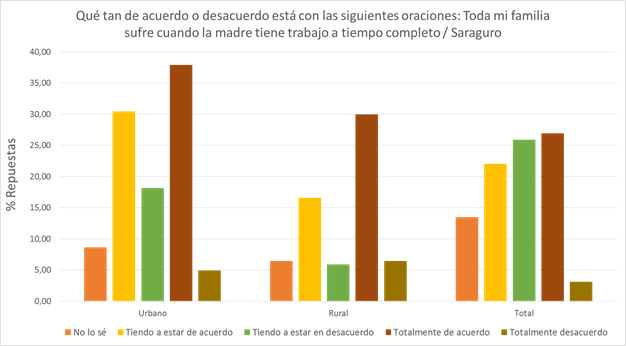 Qué tan de acuerdo o desacuerdo está con las siguientes oraciones: Toda mi familia
sufre cuando la madre tiene trabajo a tiempo completo / Saraguro
% Repuestas
40,00
35,00
30,00
25,00
20,00
15,00
10,00
5,00
0,00
Urbano Rural Total
No lo sé Tiendo a estar de acuerdo Tiendo a estar en desacuerdo Totalmente de acuerdo Totalmente desacuerdo